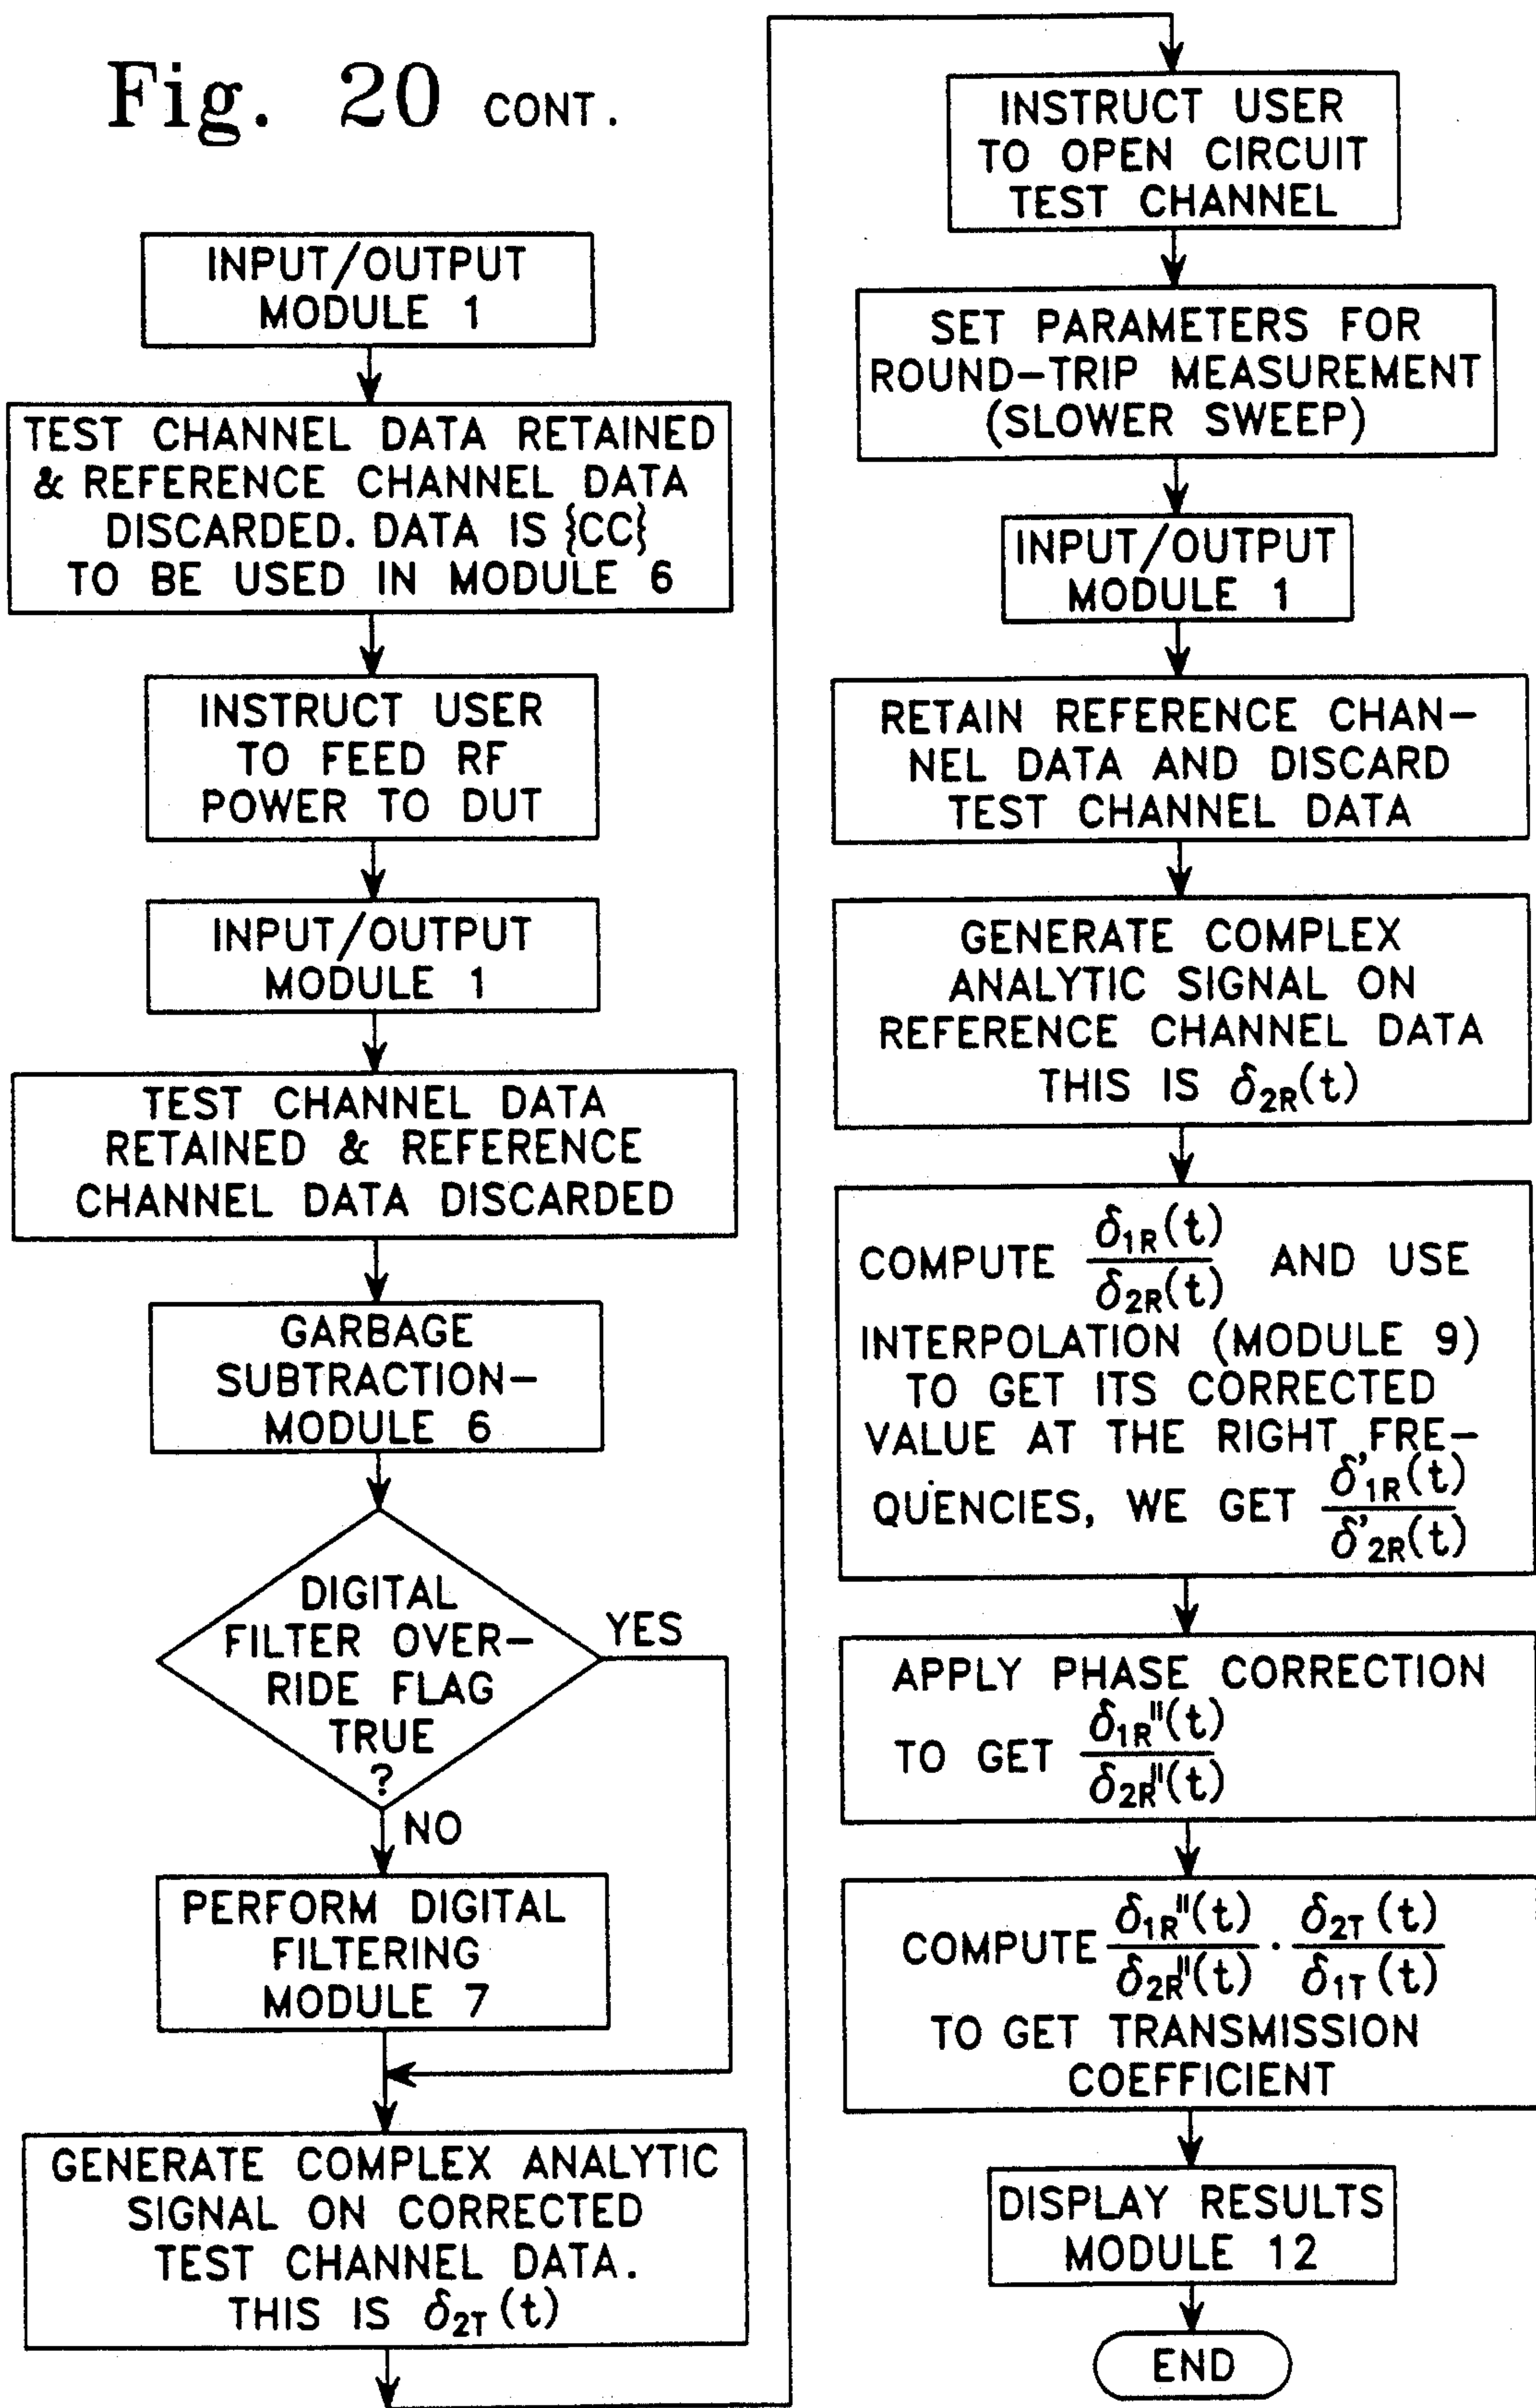 Fig. 20 CONT.
INPUT/OUTPUT
MODULE 1
TEST CHANNEL DATA RETAINED
& REFERENCE CHANNEL DATA
DISCARDED. DATA IS {CC}
TO BE USED IN MODULE 6
INSTRUCT USER
TO FEED RF
POWER TO DUT
INPUT/OUTPUT
MODULE 1
TEST CHANNEL DATA
RETAINED & REFERENCE
CHANNEL DATA DISCARDED
GARBAGE
SUBTRACTION-
MODULE 6
DIGITAL
FILTER OVER-
RIDE FLAG
TRUE
?
YES
NO
PERFORM DIGITAL
FILTERING
MODULE 7
GENERATE COMPLEX ANALYTIC
SIGNAL ON CORRECTED
TEST CHANNEL DATA.
THIS IS δ2T(t)
INSTRUCT USER
TO OPEN CIRCUIT
TEST CHANNEL
SET PARAMETERS FOR
ROUND-TRIP MEASUREMENT
(SLOWER SWEEP)
INPUT/OUTPUT
MODULE 1
RETAIN REFERENCE CHAN-
NEL DATA AND DISCARD
TEST CHANNEL DATA
GENERATE COMPLEX
ANALYTIC SIGNAL ON
REFERENCE CHANNEL DATA
THIS IS δ2R(t)
COMPUTE δ1R(t)/δ2R(t) AND USE
INTERPOLATION (MODULE 9)
TO GET ITS CORRECTED
VALUE AT THE RIGHT FRE-
QUENCIES, WE GET δ'1R(t)/δ'2R(t)
APPLY PHASE CORRECTION
TO GET δ1R"(t)/δ2R"(t)
COMPUTE δ1R"(t)/δ2R"(t) · δ2T(t)/δ1T(t)
TO GET TRANSMISSION
COEFFICIENT
DISPLAY RESULTS
MODULE 12
END